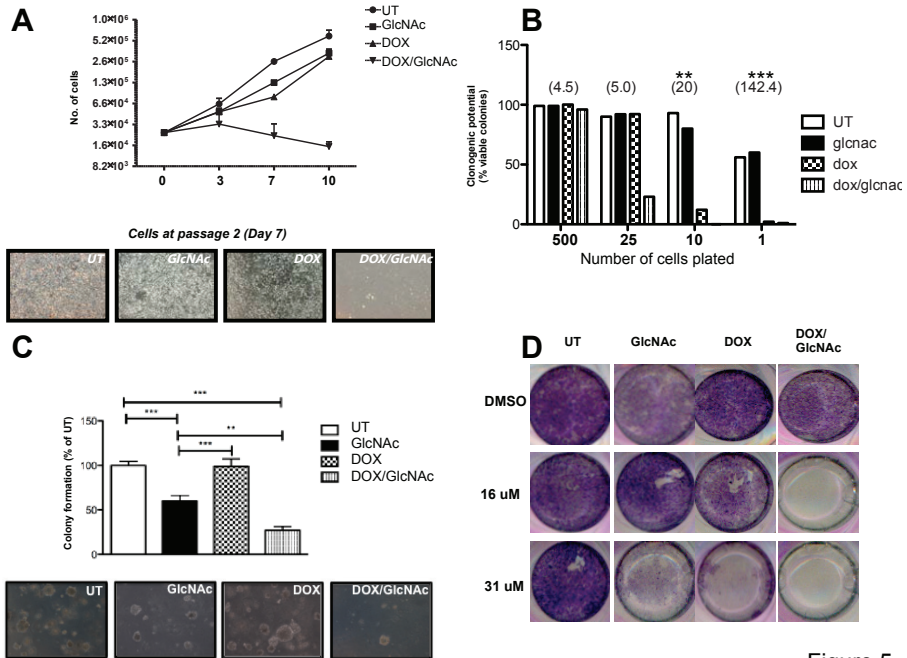 A
No. of cells
1.0×10⁶
5.2×10⁵
2.6×10⁵
1.3×10⁵
6.6×10⁴
3.3×10⁴
1.6×10⁴
8.2×10³
0 3 7 10
UT
GlcNAc
DOX
DOX/GlcNAc
Cells at passage 2 (Day 7)
UT GlcNAc DOX DOX/GlcNAc
B
Clonogenic potential
(% viable colonies)
150
100
50
0
** ***
(4.5) (5.0) (20) (142.4)
500 25 10 1
Number of cells plated
UT
glcnac
dox
dox/glcnac
C
Colony formation (% of UT)
150
100
50
0
***
*** **
***
UT
GlcNAc
DOX
DOX/GlcNAc
UT GlcNAc DOX DOX/GlcNAc
D
UT GlcNAc DOX DOX/
GlcNAc
DMSO
16 uM
31 uM